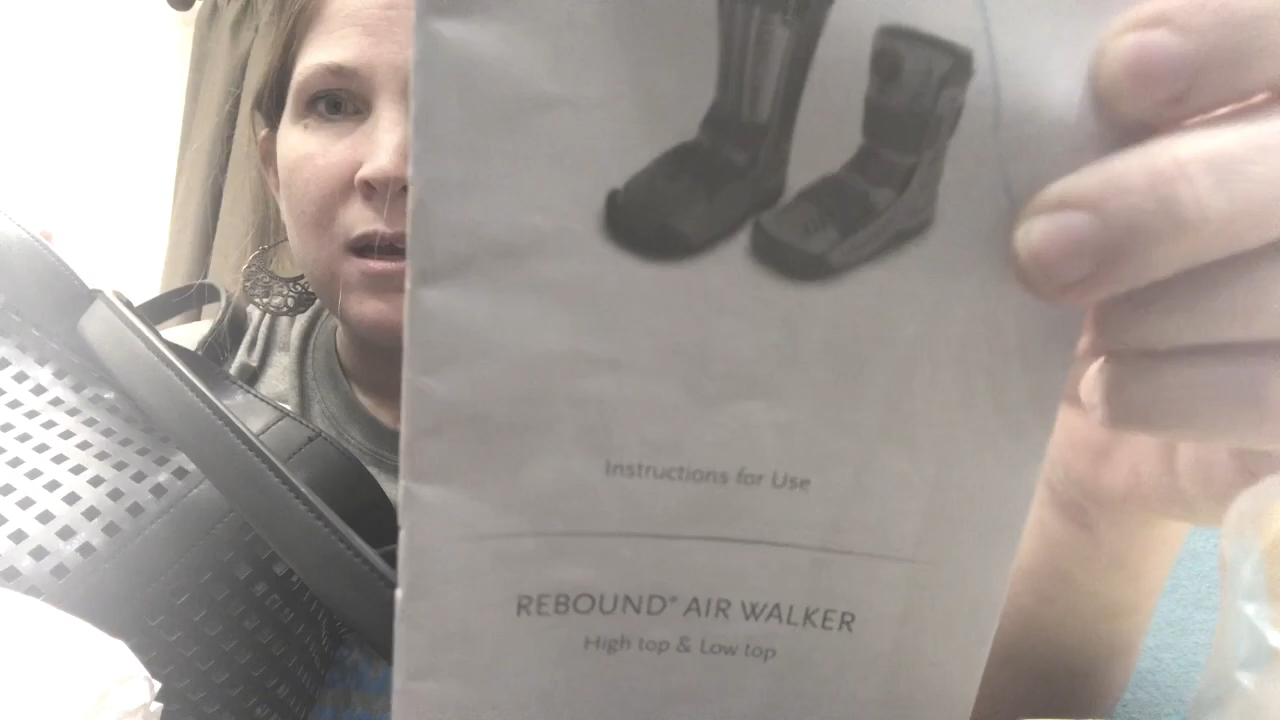 Instructions for Use
REBOUND® AIR WALKER
High top & Low top